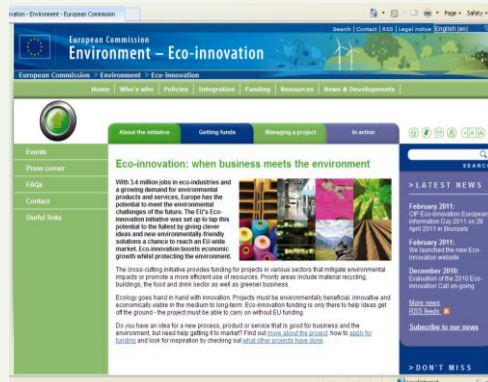 Environment - European Commission
Page
Safety
Search | Contact | RSS | Legal notice English (en)
European Commission
Environment – Eco-innovation
European Commission > Environment > Eco-innovation
Home Who's who Policies Integration Funding Resources News & Developments
About the initiative
Getting funds
Managing a project
In action
Events
Press corner
FAQs
Contact
Useful links
Eco-innovation: when business meets the environment
With 3.4 million jobs in eco-industries and
a growing demand for environmental
products and services, Europe has the
potential to meet the environmental
challenges of the future. The EU's Eco-
innovation initiative was set up to tap this
potential to the fullest by giving clever
ideas and new environmentally-friendly
solutions a chance to reach an EU-wide
market. Eco-innovation boosts economic
growth whilst protecting the environment.
The cross-cutting initiative provides funding for projects in various sectors that mitigate environmental
impacts or promote a more efficient use of resources. Priority areas include material recycling,
buildings, the food and drink sector as well as greener business.
Ecology goes hand in hand with innovation. Projects must be environmentally beneficial, innovative and
economically viable in the medium to long-term. Eco-innovation funding is only there to help ideas get
off the ground - the project must be able to carry on without EU funding.
Do you have an idea for a new process, product or service that is good for business and the
environment, but need help getting it to market? Find out more about the project, how to apply for
funding and look for inspiration by checking out what other projects have done.
SEARCH
>LATEST NEWS
February 2011:
CIP Eco-innovation European
Information Day 2011 on 28
April 2011 in Brussels
February 2011:
We launched the new Eco-
innovation website
December 2010:
Evaluation of the 2010 Eco-
innovation Call on-going
More news
RSS feeds
Subscribe to our news
>DON'T MISS